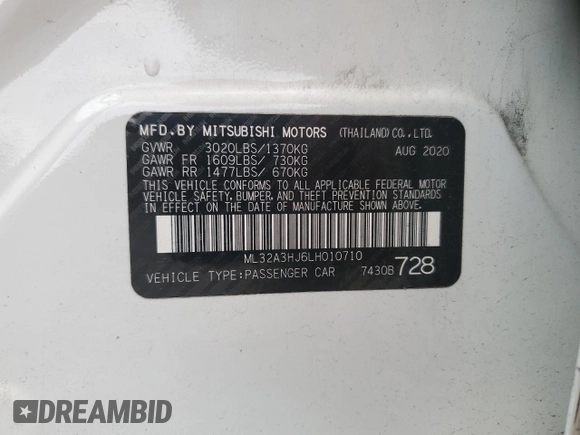 MFD. BY MITSUBISHI MOTORS (THAILAND) CO., LTD.
GVWR 3020LBS/1370KG AUG 2020
GAWR FR 1609LBS/ 730KG
GAWR RR 1477LBS/ 670KG
THIS VEHICLE CONFORMS TO ALL APPLICABLE FEDERAL MOTOR
VEHICLE SAFETY, BUMPER, AND THEFT PREVENTION STANDARDS
IN EFFECT ON THE DATE OF MANUFACTURE SHOWN ABOVE.
ML32A3HJ6LH010710
VEHICLE TYPE:PASSENGER CAR 7430B 728
DREAMBID